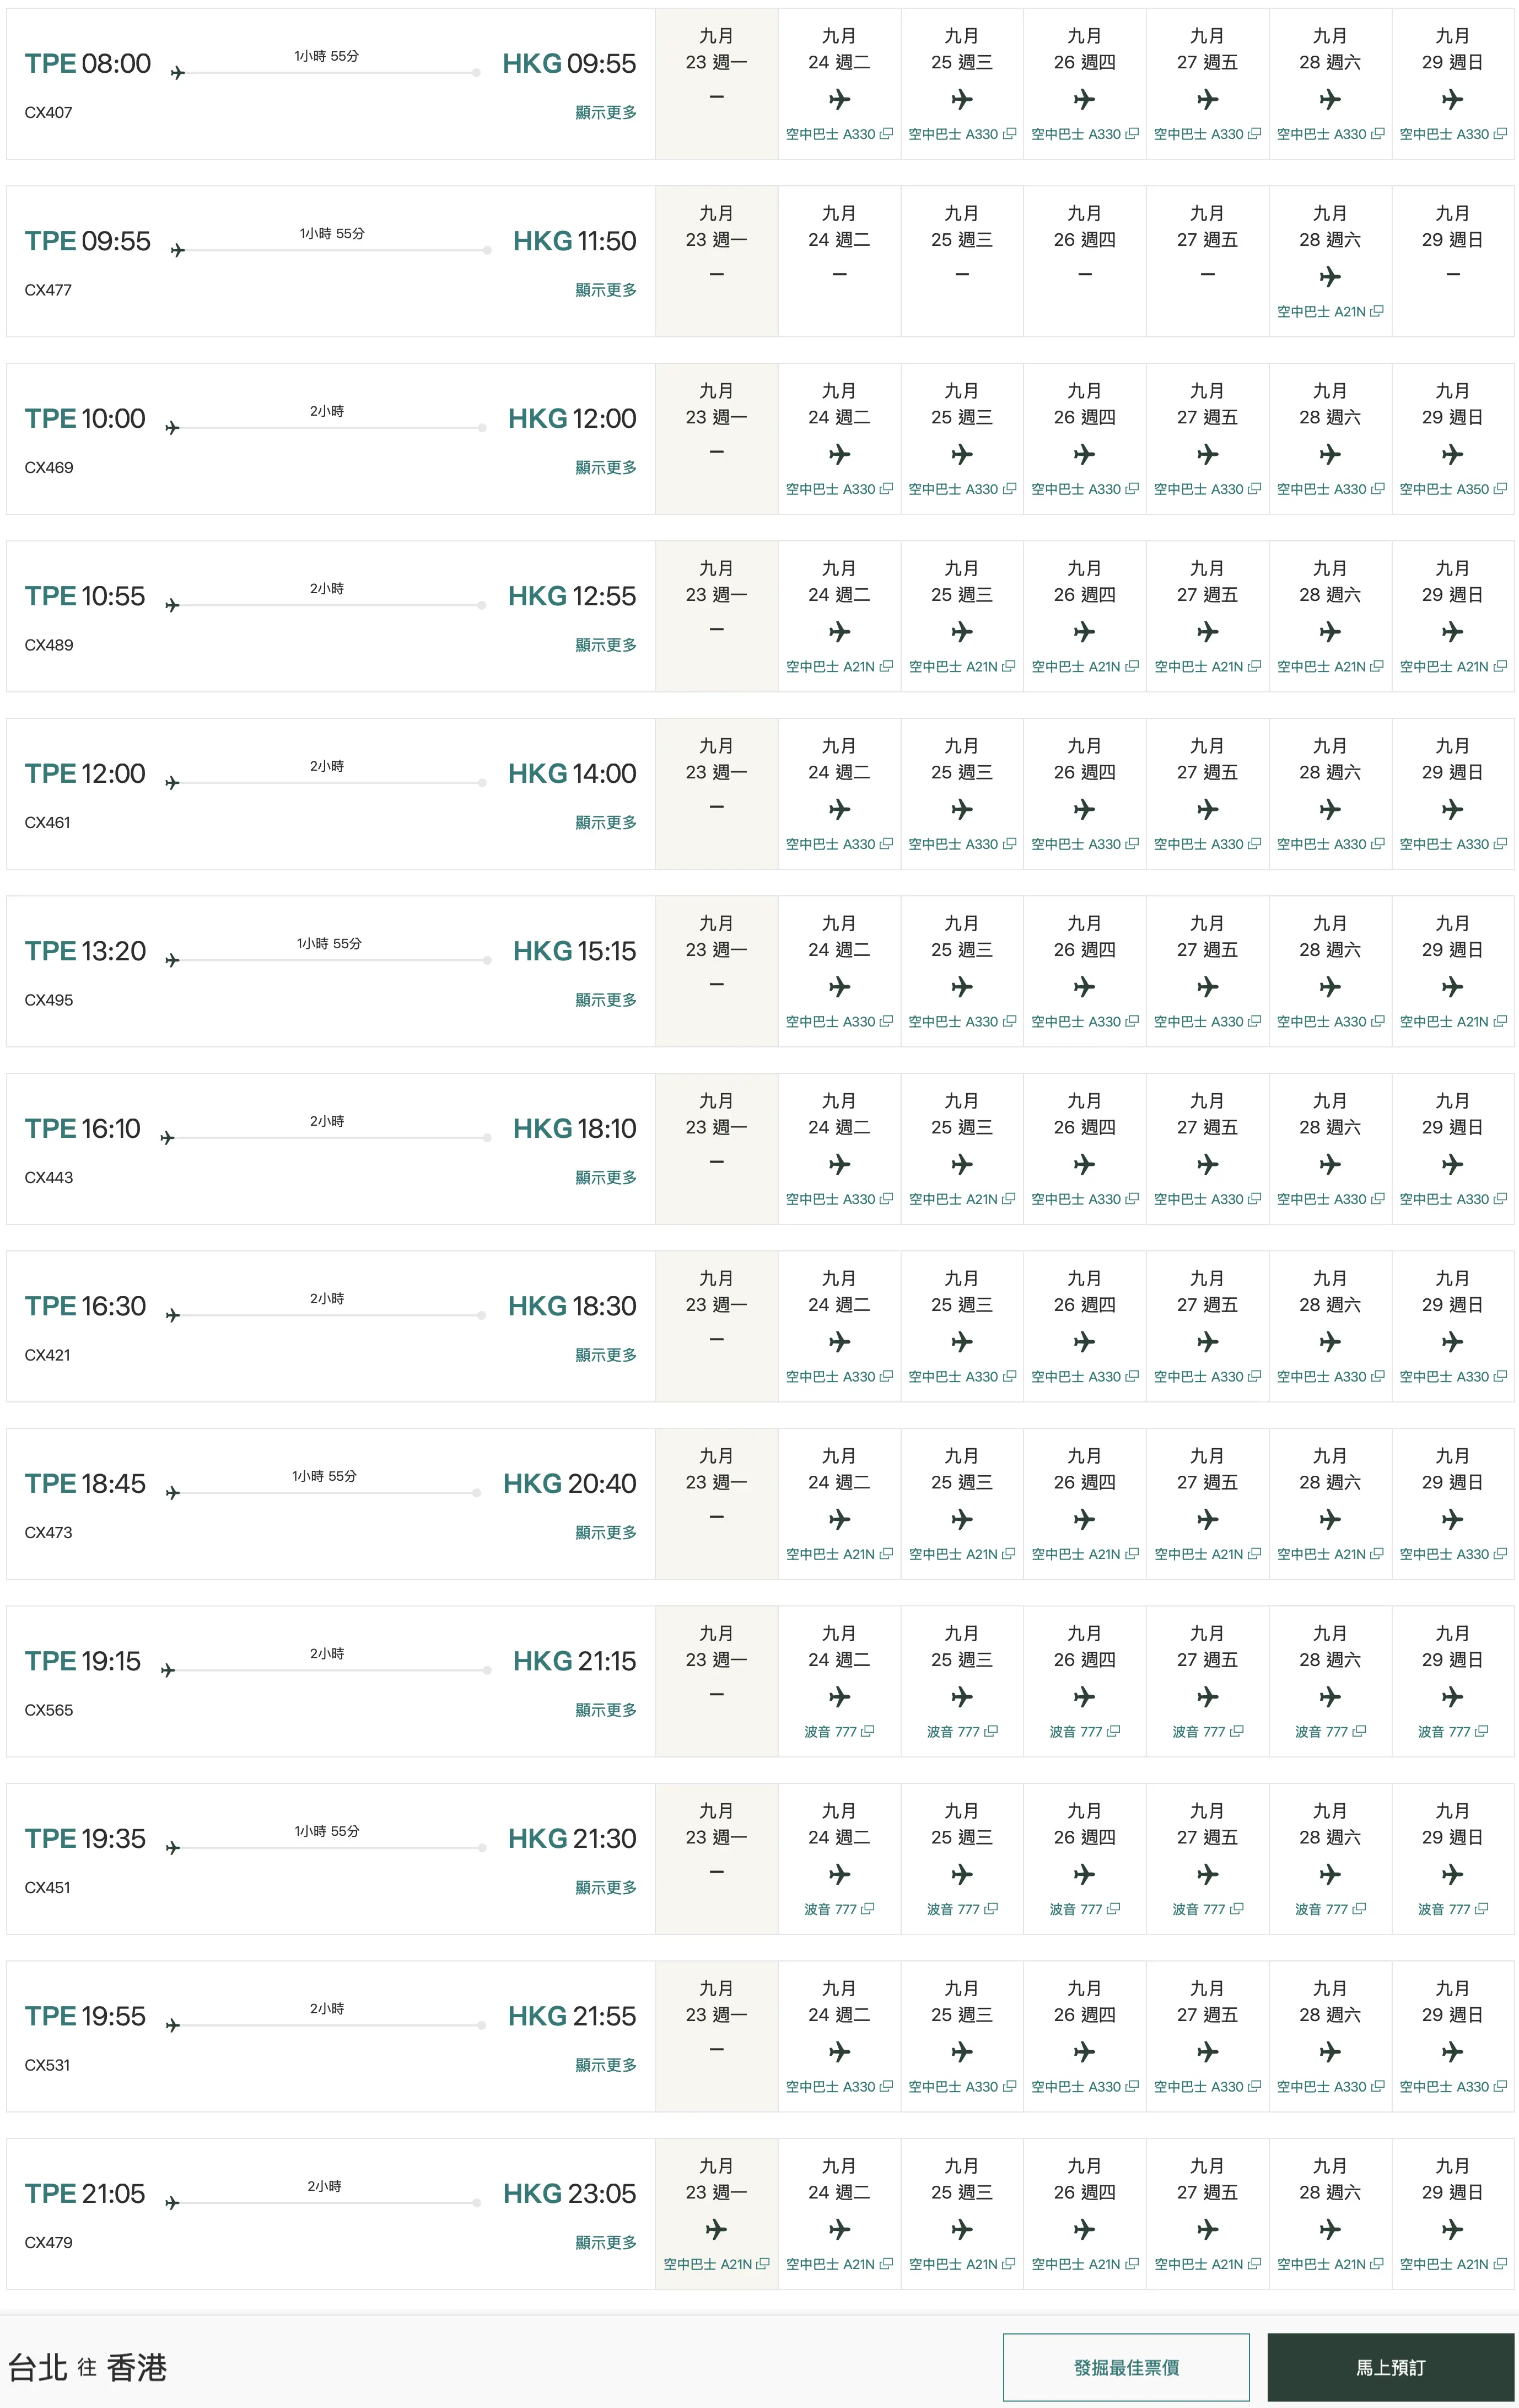 TPE 08:00 1小時 55分 HKG 09:55
CX407 顯示更多
九月 九月 九月 九月 九月 九月 九月
23 週一 24 週二 25 週三 26 週四 27 週五 28 週六 29 週日
–
空中巴士 A330 空中巴士 A330 空中巴士 A330 空中巴士 A330 空中巴士 A330 空中巴士 A330
TPE 09:55 1小時 55分 HKG 11:50
CX477 顯示更多
九月 九月 九月 九月 九月 九月 九月
23 週一 24 週二 25 週三 26 週四 27 週五 28 週六 29 週日
– – – – – –
空中巴士 A21N
TPE 10:00 2小時 HKG 12:00
CX469 顯示更多
九月 九月 九月 九月 九月 九月 九月
23 週一 24 週二 25 週三 26 週四 27 週五 28 週六 29 週日
–
空中巴士 A330 空中巴士 A330 空中巴士 A330 空中巴士 A330 空中巴士 A330 空中巴士 A350
TPE 10:55 2小時 HKG 12:55
CX489 顯示更多
九月 九月 九月 九月 九月 九月 九月
23 週一 24 週二 25 週三 26 週四 27 週五 28 週六 29 週日
–
空中巴士 A21N 空中巴士 A21N 空中巴士 A21N 空中巴士 A21N 空中巴士 A21N 空中巴士 A21N
TPE 12:00 2小時 HKG 14:00
CX461 顯示更多
九月 九月 九月 九月 九月 九月 九月
23 週一 24 週二 25 週三 26 週四 27 週五 28 週六 29 週日
–
空中巴士 A330 空中巴士 A330 空中巴士 A330 空中巴士 A330 空中巴士 A330 空中巴士 A330
TPE 13:20 1小時 55分 HKG 15:15
CX495 顯示更多
九月 九月 九月 九月 九月 九月 九月
23 週一 24 週二 25 週三 26 週四 27 週五 28 週六 29 週日
–
空中巴士 A330 空中巴士 A330 空中巴士 A330 空中巴士 A330 空中巴士 A330 空中巴士 A21N
TPE 16:10 2小時 HKG 18:10
CX443 顯示更多
九月 九月 九月 九月 九月 九月 九月
23 週一 24 週二 25 週三 26 週四 27 週五 28 週六 29 週日
–
空中巴士 A330 空中巴士 A21N 空中巴士 A330 空中巴士 A330 空中巴士 A330 空中巴士 A330
TPE 16:30 2小時 HKG 18:30
CX421 顯示更多
九月 九月 九月 九月 九月 九月 九月
23 週一 24 週二 25 週三 26 週四 27 週五 28 週六 29 週日
–
空中巴士 A330 空中巴士 A330 空中巴士 A330 空中巴士 A330 空中巴士 A330 空中巴士 A330
TPE 18:45 1小時 55分 HKG 20:40
CX473 顯示更多
九月 九月 九月 九月 九月 九月 九月
23 週一 24 週二 25 週三 26 週四 27 週五 28 週六 29 週日
–
空中巴士 A21N 空中巴士 A21N 空中巴士 A21N 空中巴士 A21N 空中巴士 A21N 空中巴士 A330
TPE 19:15 2小時 HKG 21:15
CX565 顯示更多
九月 九月 九月 九月 九月 九月 九月
23 週一 24 週二 25 週三 26 週四 27 週五 28 週六 29 週日
–
波音 777 波音 777 波音 777 波音 777 波音 777 波音 777
TPE 19:35 1小時 55分 HKG 21:30
CX451 顯示更多
九月 九月 九月 九月 九月 九月 九月
23 週一 24 週二 25 週三 26 週四 27 週五 28 週六 29 週日
–
波音 777 波音 777 波音 777 波音 777 波音 777 波音 777
TPE 19:55 2小時 HKG 21:55
CX531 顯示更多
九月 九月 九月 九月 九月 九月 九月
23 週一 24 週二 25 週三 26 週四 27 週五 28 週六 29 週日
–
空中巴士 A330 空中巴士 A330 空中巴士 A330 空中巴士 A330 空中巴士 A330 空中巴士 A330
TPE 21:05 2小時 HKG 23:05
CX479 顯示更多
九月 九月 九月 九月 九月 九月 九月
23 週一 24 週二 25 週三 26 週四 27 週五 28 週六 29 週日
空中巴士 A21N 空中巴士 A21N 空中巴士 A21N 空中巴士 A21N 空中巴士 A21N 空中巴士 A21N 空中巴士 A21N
台北 往 香港 發掘最佳票價 馬上預訂